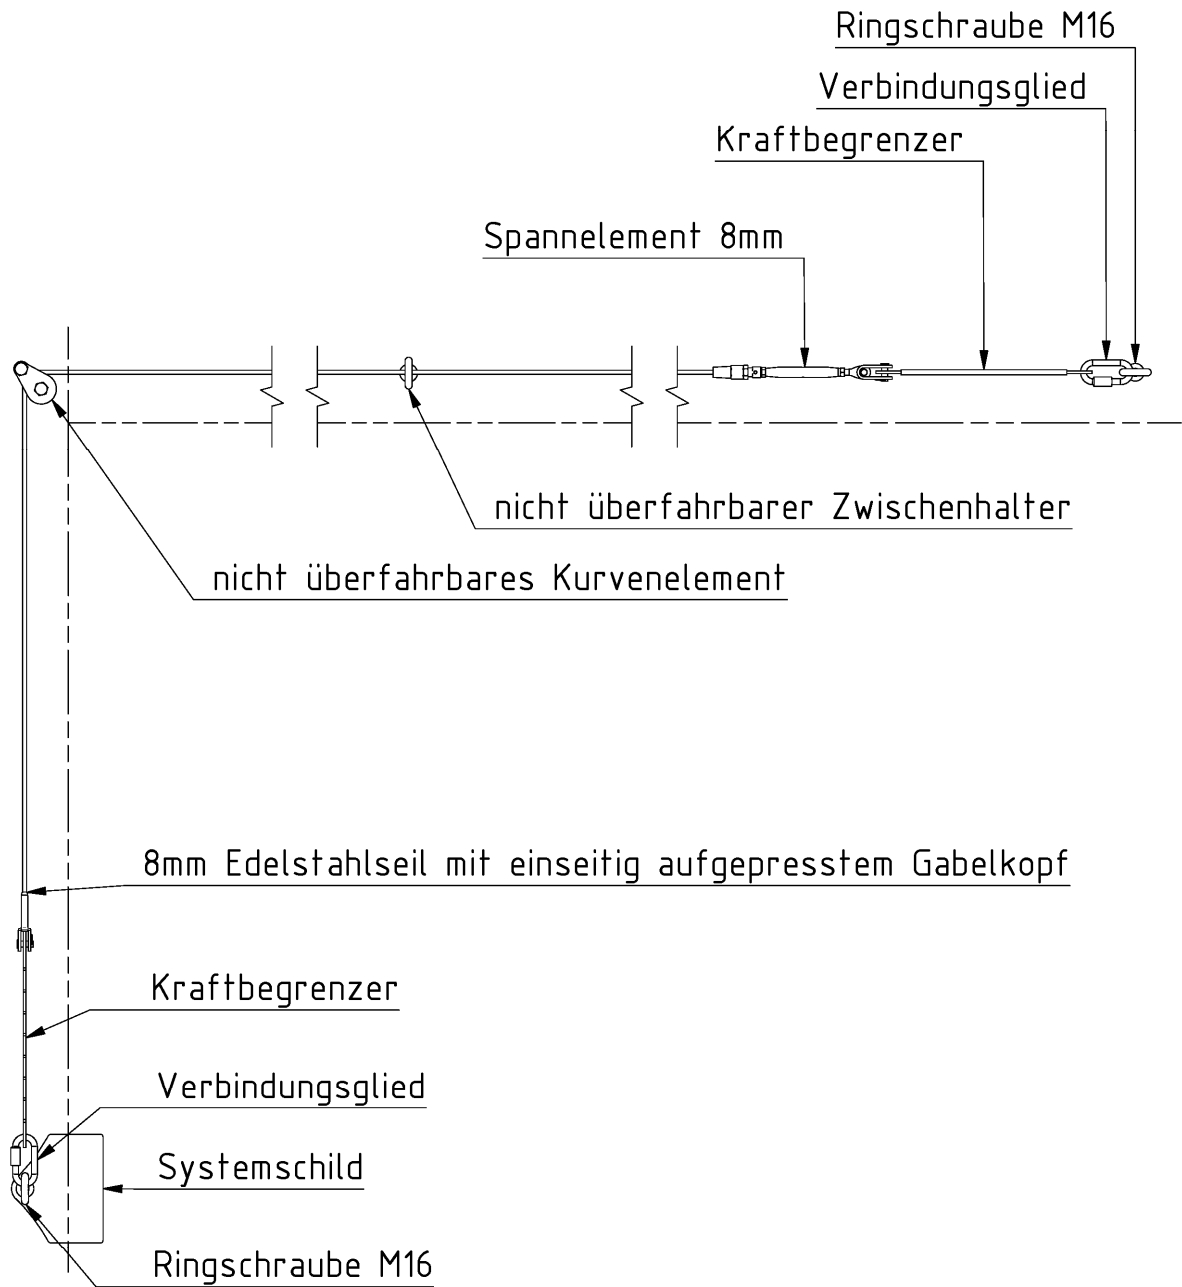 Ringschraube M16
Verbindungsglied
Kraftbegrenzer
Spannelement 8mm
nicht überfahrbarer Zwischenhalter
nicht überfahrbares Kurvenelement
8mm Edelstahlseil mit einseitig aufgepresstem Gabelkopf
Kraftbegrenzer
Verbindungsglied
Systemschild
Ringschraube M16